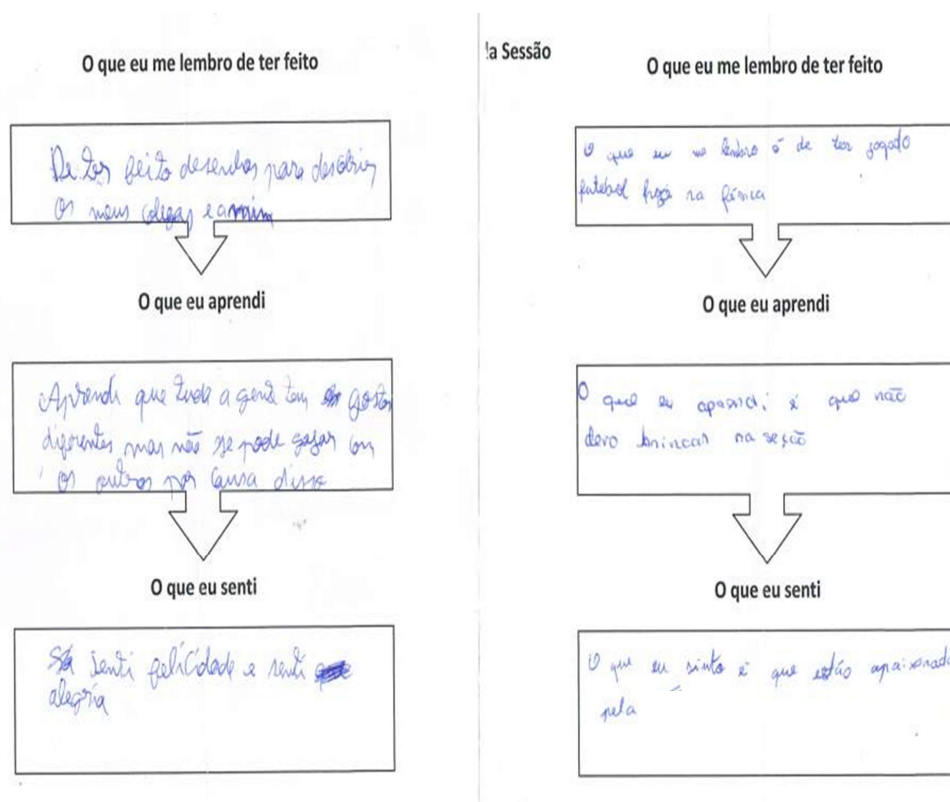 O que eu me lembro de ter feito
De ter feito desenhos para descobrir
os meus colegas e a mim
O que eu aprendi
Aprendi que toda a gente tem gostos
diferentes mas não se pode gozar com
os outros por causa disso
O que eu senti
Só senti felicidade e senti
alegria
la Sessão
O que eu me lembro de ter feito
O que eu me lembro é de ter jogado
futebol na física
O que eu aprendi
O que eu aprendi é que não
devo brincar na seção
O que eu senti
O que eu sinto é que estão apaixonado
pela